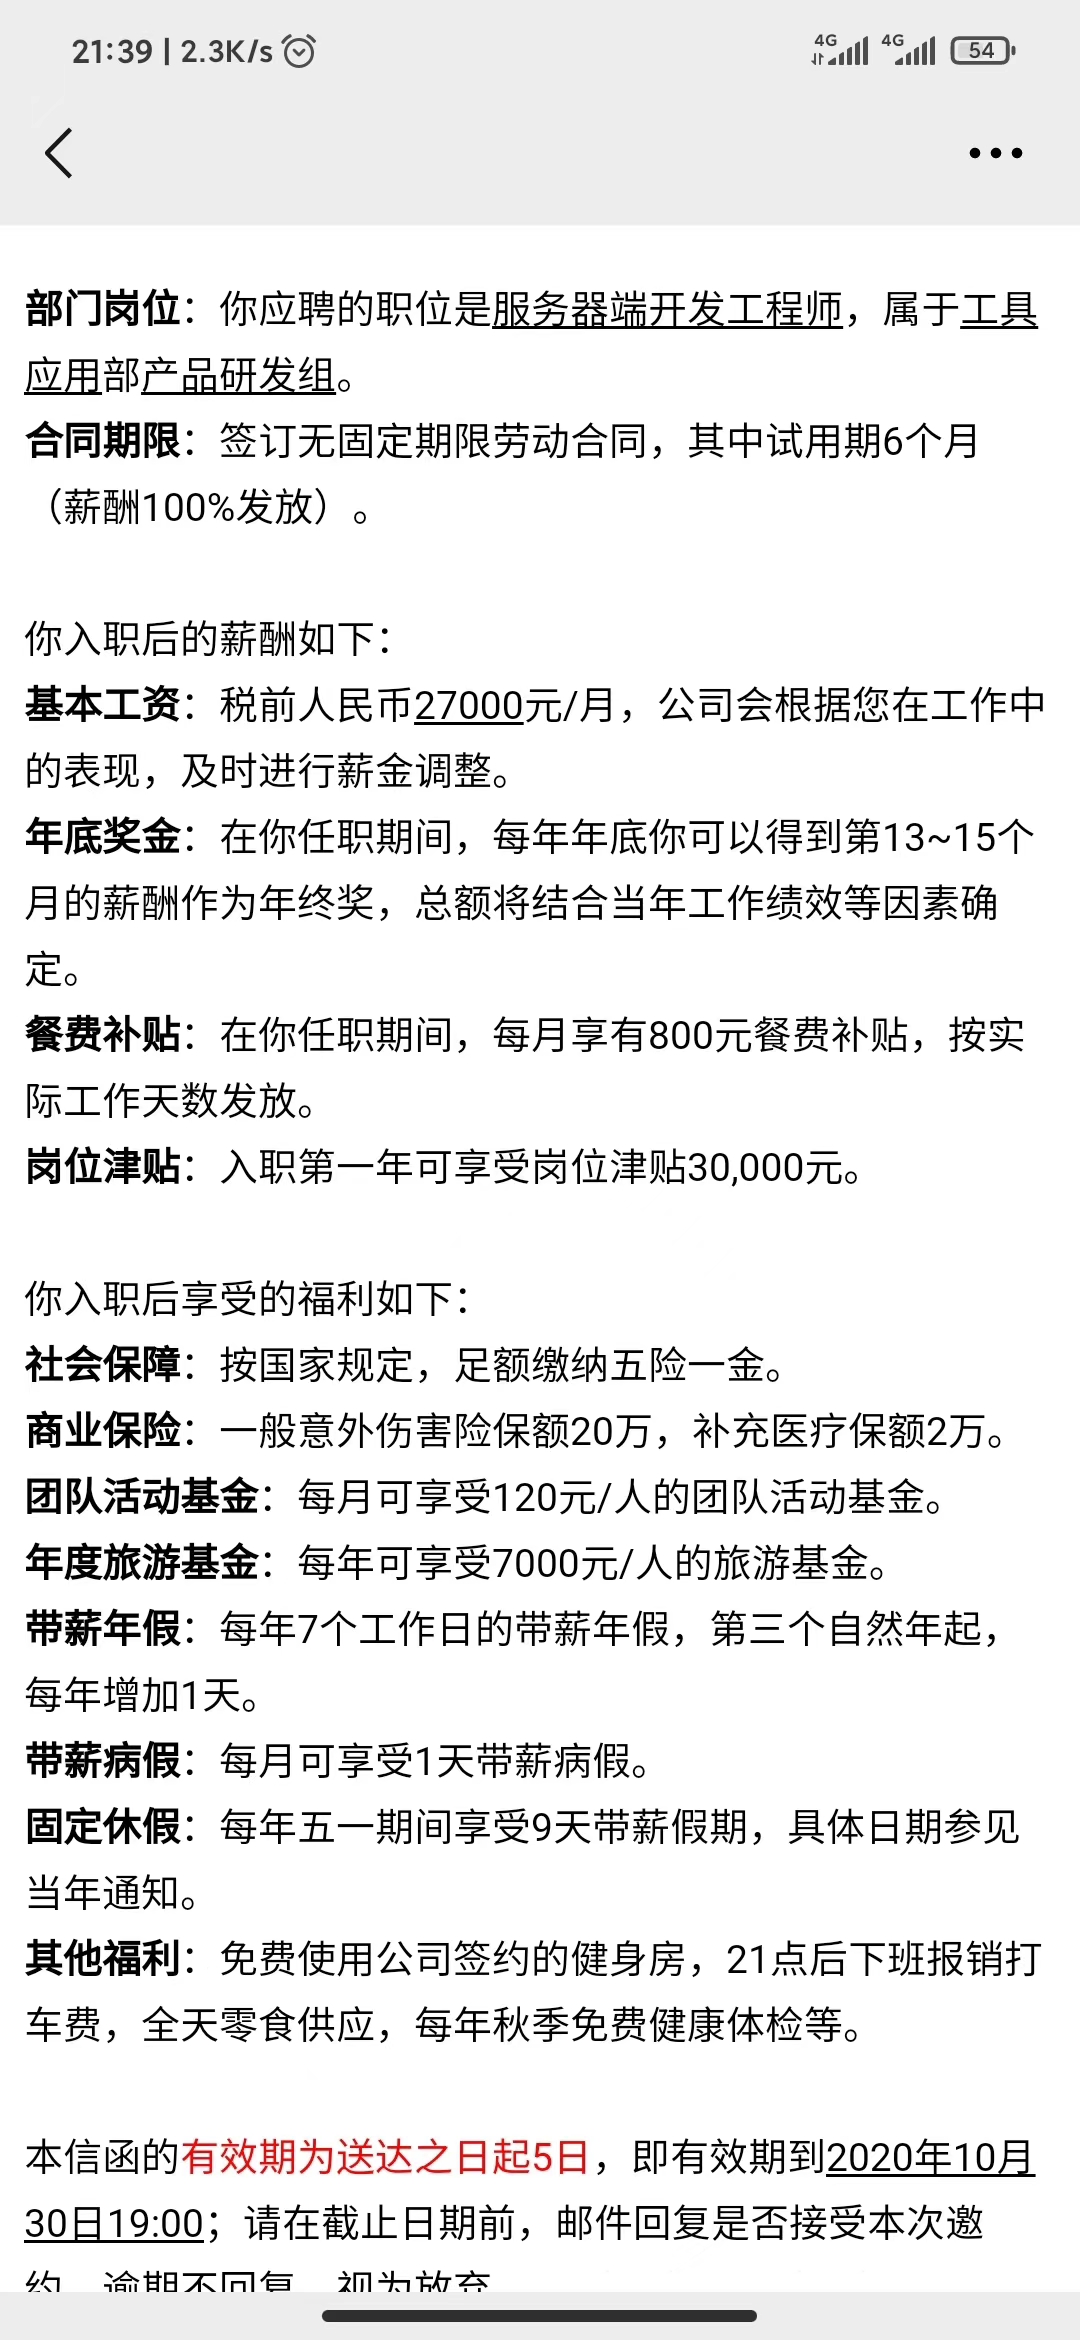 21:39 | 2.3K/s
4G 4G 54
部门岗位：你应聘的职位是服务器端开发工程师，属于工具
应用部产品研发组。
合同期限：签订无固定期限劳动合同，其中试用期6个月
（薪酬100%发放）。
你入职后的薪酬如下：
基本工资：税前人民币27000元/月，公司会根据您在工作中
的表现，及时进行薪金调整。
年底奖金：在你任职期间，每年年底你可以得到第13~15个
月的薪酬作为年终奖，总额将结合当年工作绩效等因素确
定。
餐费补贴：在你任职期间，每月享有800元餐费补贴，按实
际工作天数发放。
岗位津贴：入职第一年可享受岗位津贴30,000元。
你入职后享受的福利如下：
社会保障：按国家规定，足额缴纳五险一金。
商业保险：一般意外伤害险保额20万，补充医疗保额2万。
团队活动基金：每月可享受120元/人的团队活动基金。
年度旅游基金：每年可享受7000元/人的旅游基金。
带薪年假：每年7个工作日的带薪年假，第三个自然年起，
每年增加1天。
带薪病假：每月可享受1天带薪病假。
固定休假：每年五一期间享受9天带薪假期，具体日期参见
当年通知。
其他福利：免费使用公司签约的健身房，21点后下班报销打
车费，全天零食供应，每年秋季免费健康体检等。
本信函的有效期为送达之日起5日，即有效期到2020年10月
30日19:00；请在截止日期前，邮件回复是否接受本次邀
约，逾期不回复，视为放弃